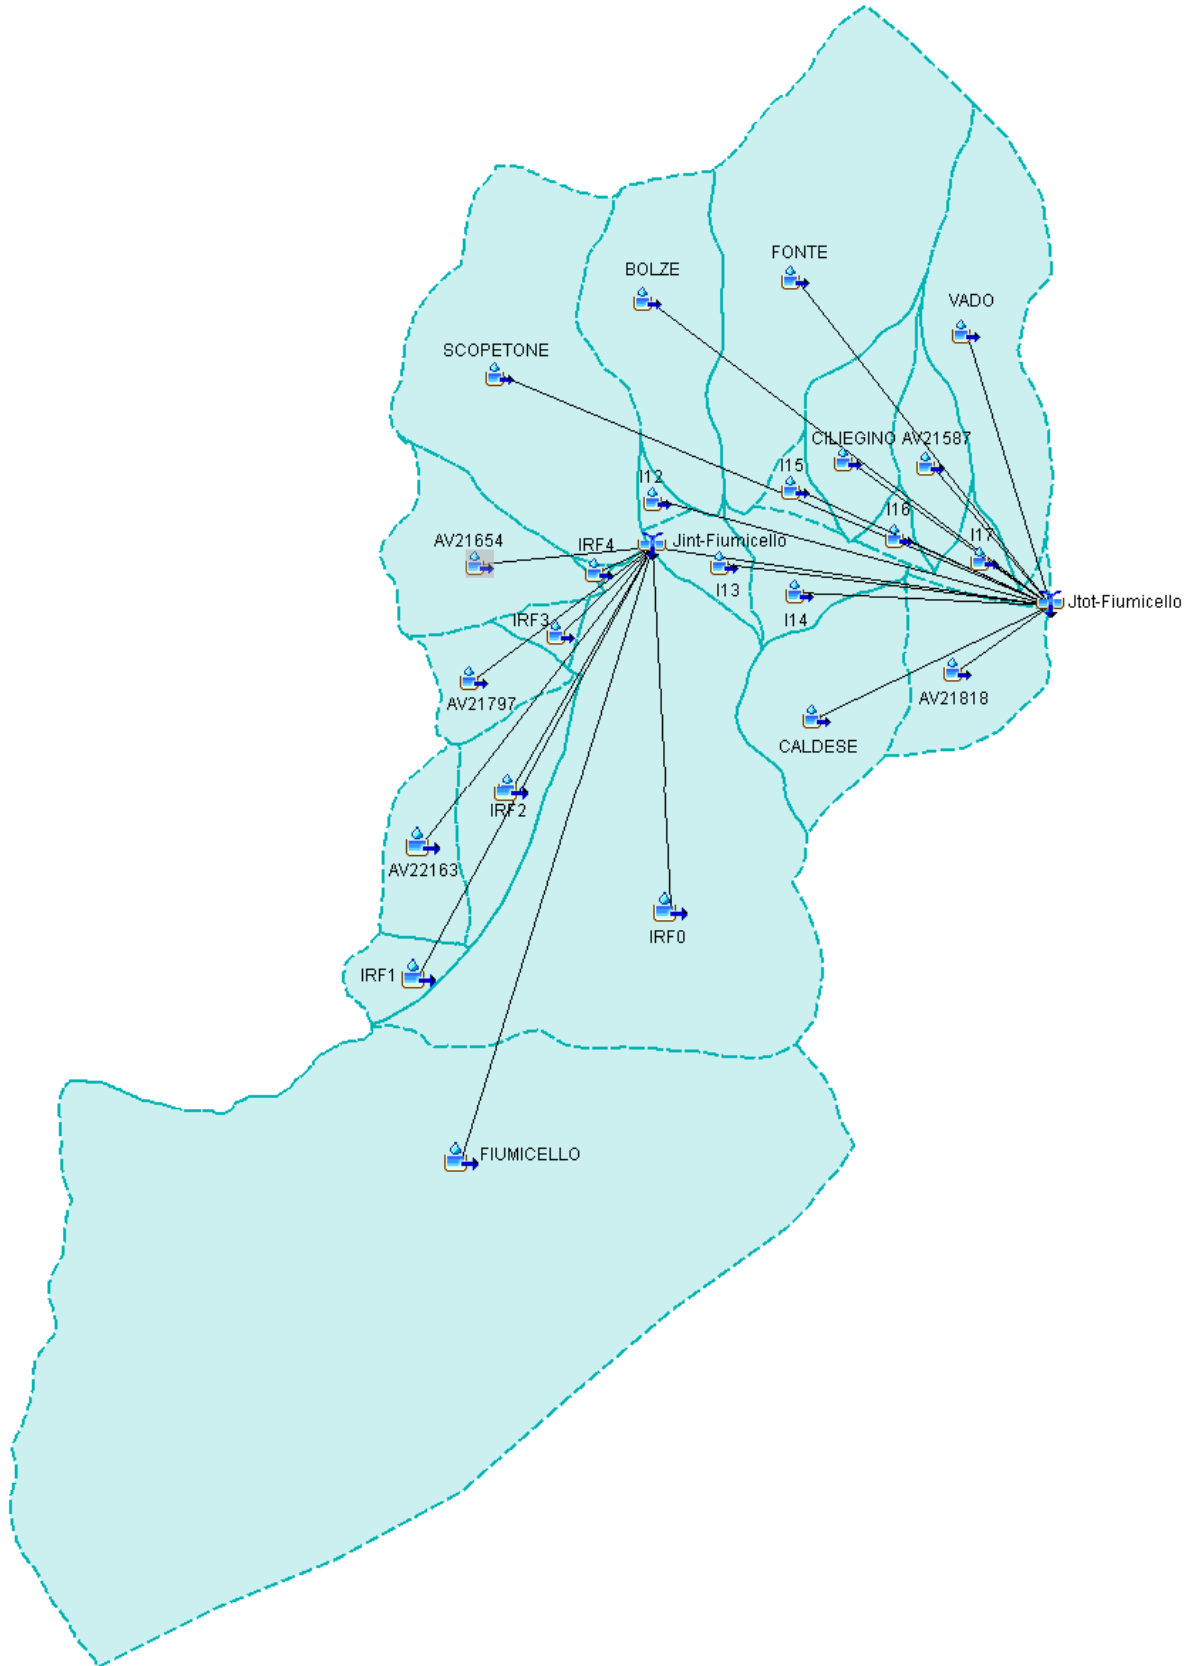 FONTE
BOLZE
VADO
SCOPETONE
CILIEGINO AV21587
I15
I12
I16
I17
AV21654
IRF4
Jint-Fiumicello
I13
I14
Jtot-Fiumicello
IRF3
AV21797
AV21818
CALDESE
IRF2
AV22163
IRF0
IRF1
FIUMICELLO